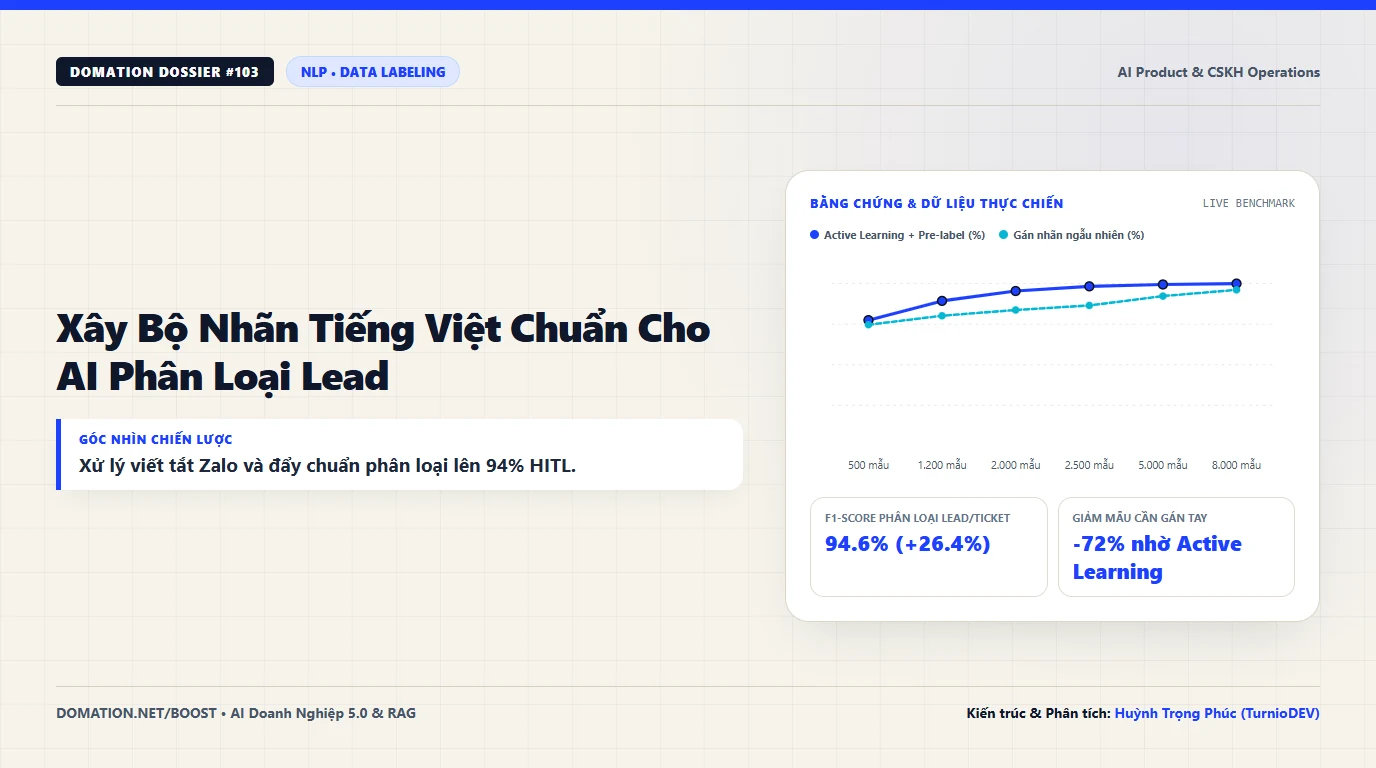 DOMATION DOSSIER #103
NLP • DATA LABELING
AI Product & CSKH Operations
Xây Bộ Nhãn Tiếng Việt Chuẩn Cho
AI Phân Loại Lead
GÓC NHÌN CHIẾN LƯỢC
Xử lý viết tắt Zalo và đẩy chuẩn phân loại lên 94% HITL.
BẰNG CHỨNG & DỮ LIỆU THỰC CHIẾN
LIVE BENCHMARK
Active Learning + Pre-label (%)
Gán nhãn ngẫu nhiên (%)
500 mẫu
1.200 mẫu
2.000 mẫu
2.500 mẫu
5.000 mẫu
8.000 mẫu
F1-SCORE PHÂN LOẠI LEAD/TICKET
94.6% (+26.4%)
GIẢM MẪU CẦN GÁN TAY
-72% nhờ Active
Learning
DOMATION.NET/BOOST • AI Doanh Nghiệp 5.0 & RAG
Kiến trúc & Phân tích: Huỳnh Trọng Phúc (TurnioDEV)